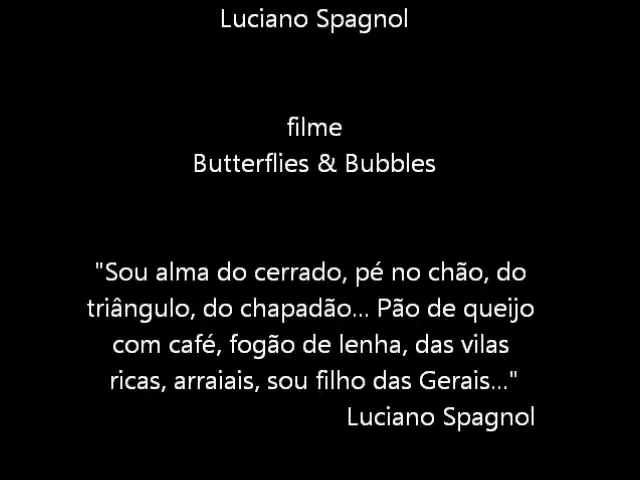 Luciano Spagnol
filme
Butterflies & Bubbles
"Sou alma do cerrado, pé no chão, do
triângulo, do chapadão... Pão de queijo
com café, fogão de lenha, das vilas
ricas, arraiais, sou filho das Gerais..."
Luciano Spagnol